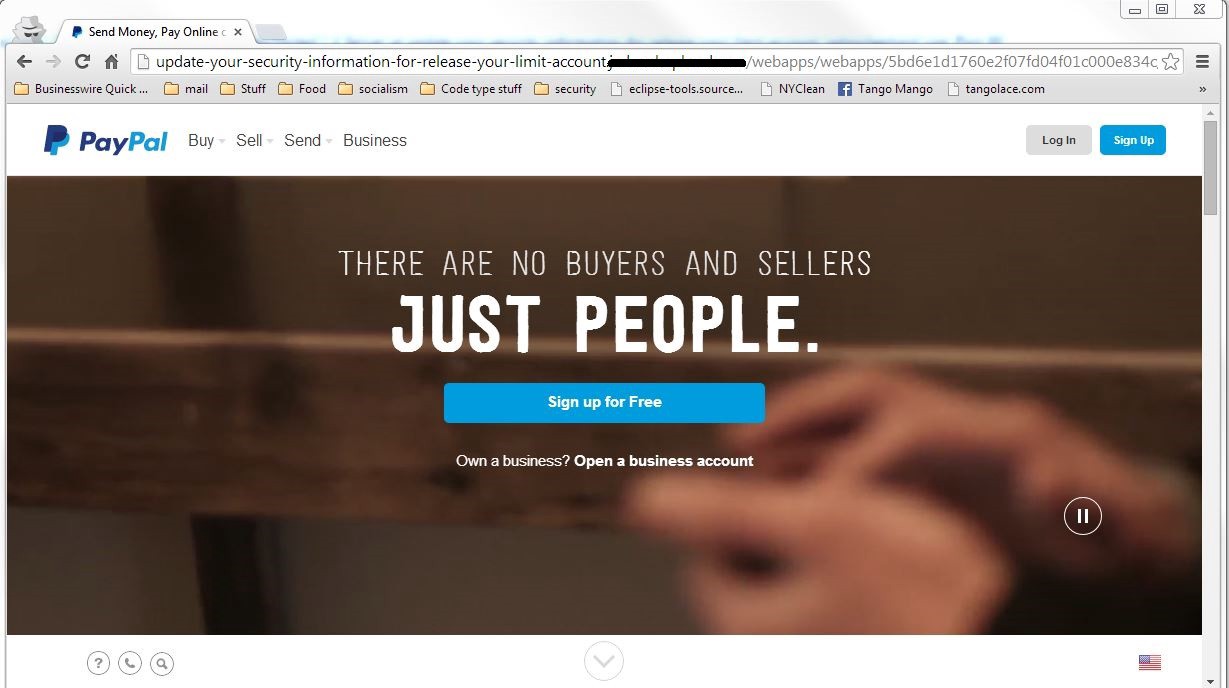 Send Money, Pay Online
update-your-security-information-for-release-your-limit-account /webapps/webapps/5bd6e1d1760e2f07fd04f01c000e834c
Businesswire Quick ... mail Stuff Food socialism Code type stuff security eclipse-tools.source... NYClean Tango Mango tangolace.com »
PayPal Buy Sell Send Business Log In Sign Up
THERE ARE NO BUYERS AND SELLERS
JUST PEOPLE.
Sign up for Free
Own a business? Open a business account